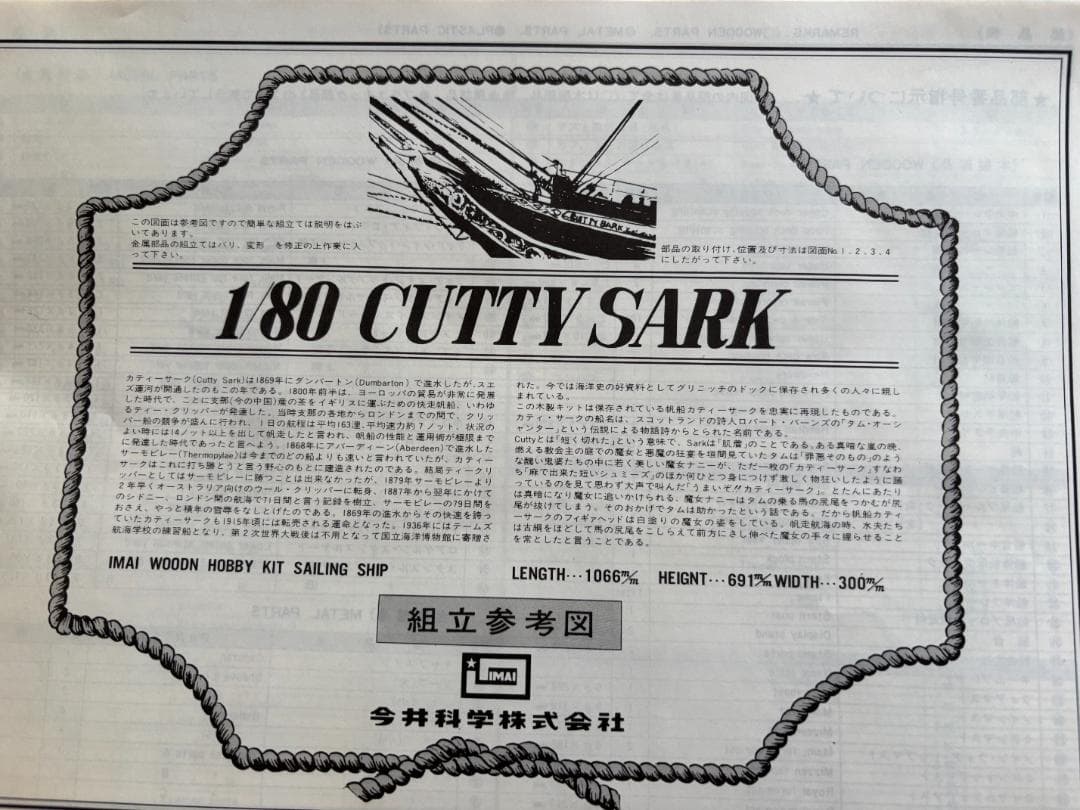 この図面は参考図ですので簡単な組立ては説明をはぶ
いてあります。
金属部品の組立てはバリ、変形 を修正の上作業に入
って下さい。
CUTTY SARK
部品の取り付け、位置及び寸法は図面No.1、2、3、4
にしたがって下さい。
1/80 CUTTY SARK
カティーサーク(Cutty Sark)は1869年にダンバートン(Dumbarton)で進水したが、スエ
ズ運河が開通したのもこの年である。1800年前半は、ヨーロッパの貿易が非常に発展
した時代で、ことに支那(今の中国)産の茶をイギリスに運ぶための快走帆船、いわゆ
るティー・クリッパーが発達した。当時支那の各地からロンドンまでの間で、クリッ
パー船の競争が盛んに行われ、1日の航程は平均163浬、平均速力約7ノット、状況の
よい時には14ノット以上を出して帆走したと言われ、帆船の性能と運用術が極限まで
に発達した時代であったと言へよう。1868年にアバーディーン(Aberdeen)で進水した
サーモピレー(Thermopylae)は今までのどの船よりも速いと言われていたが、カティー
サークはこれに打ち勝とうと言う野心のもとに建造されたのである。結局ティークリ
ッパーとしてはサーモピレーに勝つことは出来なかったが、1879年サーモピレーより
2年早くオーストラリア向けのウール・クリッパーに転身、1887年から翌年にかけて
のシドニー、ロンドン間の航海で71日間と言う記録を樹立、サーモピレーの79日間を
おさえ、やっと積年の雪辱をなしとげたのである。1869年の進水からその快速を誇っ
ていたカティーサークも1915年頃には転売される運命となった。1936年にはテームズ
航海学校の練習船となり、第2次世界大戦後は不用となって国立海洋博物館に寄贈さ
れた。今では海洋史の好資料としてグリニッチのドックに保存され多くの人々に親し
まれている。
この木製キットは保存されている帆船カティーサークを忠実に再現したものである。
カティ・サークの船名は、スコットランドの詩人ロバート・バーンズの「タム・オーシ
ャンター」という伝説による物語詩からとられた名前である。
Cuttyとは「短く切れた」という意味で、Sarkは「肌着」のことである。ある真暗な嵐の晩、
燃える教会主の庭での魔女と悪魔の狂宴を垣間見ていたタムは「罪悪そのもの」のよう
な醜い鬼婆たちの中に若く美しい魔女ナニーが、ただ一枚の「カティーサーク」すなわ
ち「麻で出来た短いシュミーズ」のほか何ひとつ身につけず激しく物狂いしたように踊
っているのを見て思わず大声で叫んだ「うまいぞ!!カティーサーク」。とたんにあたり
は真暗になり魔女に追いかけられる。魔女ナニーはタムの乗る馬の尻尾をつかむが尻
尾が抜けてしまう。そのおかげでタムは助かったという話である。だから帆船カティ
ーサークのフィギァヘッドは白塗りの魔女の姿をしている。帆走航海の時、水夫たち
は古綱をほどして馬の尻尾をこしらえて前方にさし伸べた魔女の手々に握らせること
を常としたと言うことである。
IMAI WOODN HOBBY KIT SAILING SHIP
LENGTH…1066m/m HEIGNT…691m/m WIDTH…300m/m
組立参考図
IMAI
今井科学株式会社